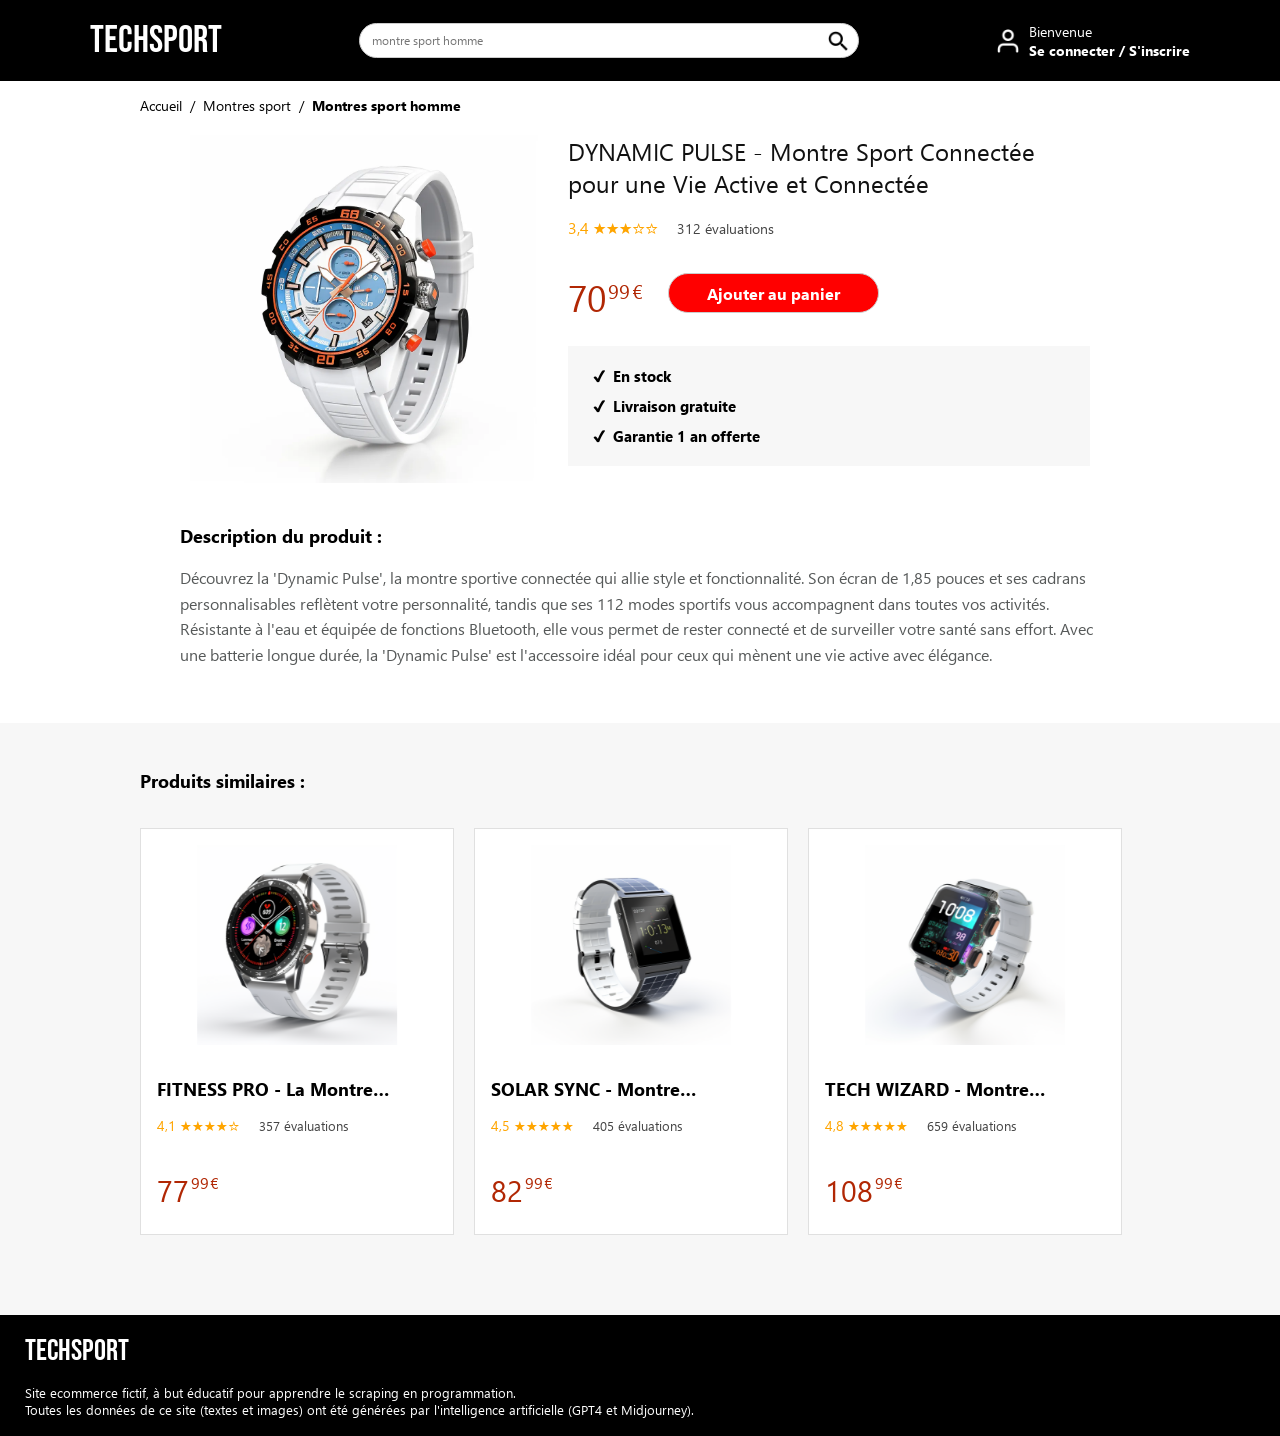 TECHSPORT
montre sport homme
Bienvenue
Se connecter / S'inscrire
Accueil / Montres sport / Montres sport homme
DYNAMIC PULSE - Montre Sport Connectée
pour une Vie Active et Connectée
3,4 ★★★☆☆ 312 évaluations
70 99 €
Ajouter au panier
✓ En stock
✓ Livraison gratuite
✓ Garantie 1 an offerte
Description du produit :
Découvrez la 'Dynamic Pulse', la montre sportive connectée qui allie style et fonctionnalité. Son écran de 1,85 pouces et ses cadrans
personnalisables reflètent votre personnalité, tandis que ses 112 modes sportifs vous accompagnent dans toutes vos activités.
Résistante à l'eau et équipée de fonctions Bluetooth, elle vous permet de rester connecté et de surveiller votre santé sans effort. Avec
une batterie longue durée, la 'Dynamic Pulse' est l'accessoire idéal pour ceux qui mènent une vie active avec élégance.
Produits similaires :
FITNESS PRO - La Montre...
4,1 ★★★★☆ 357 évaluations
77 99 €
10:13
SOLAR SYNC - Montre...
4,5 ★★★★★ 405 évaluations
82 99 €
10:08
98
TECH WIZARD - Montre...
4,8 ★★★★★ 659 évaluations
108 99 €
TECHSPORT
Site ecommerce fictif, à but éducatif pour apprendre le scraping en programmation.
Toutes les données de ce site (textes et images) ont été générées par l'intelligence artificielle (GPT4 et Midjourney).